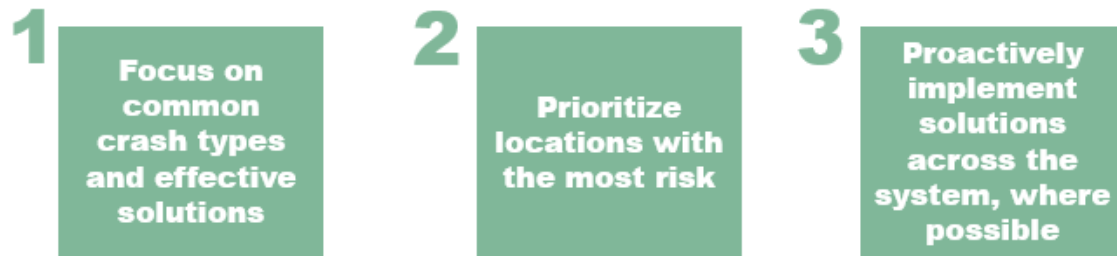 1
Focus on
common
crash types
and effective
solutions
2
Prioritize
locations with
the most risk
3
Proactively
implement
solutions
across the
system, where
possible